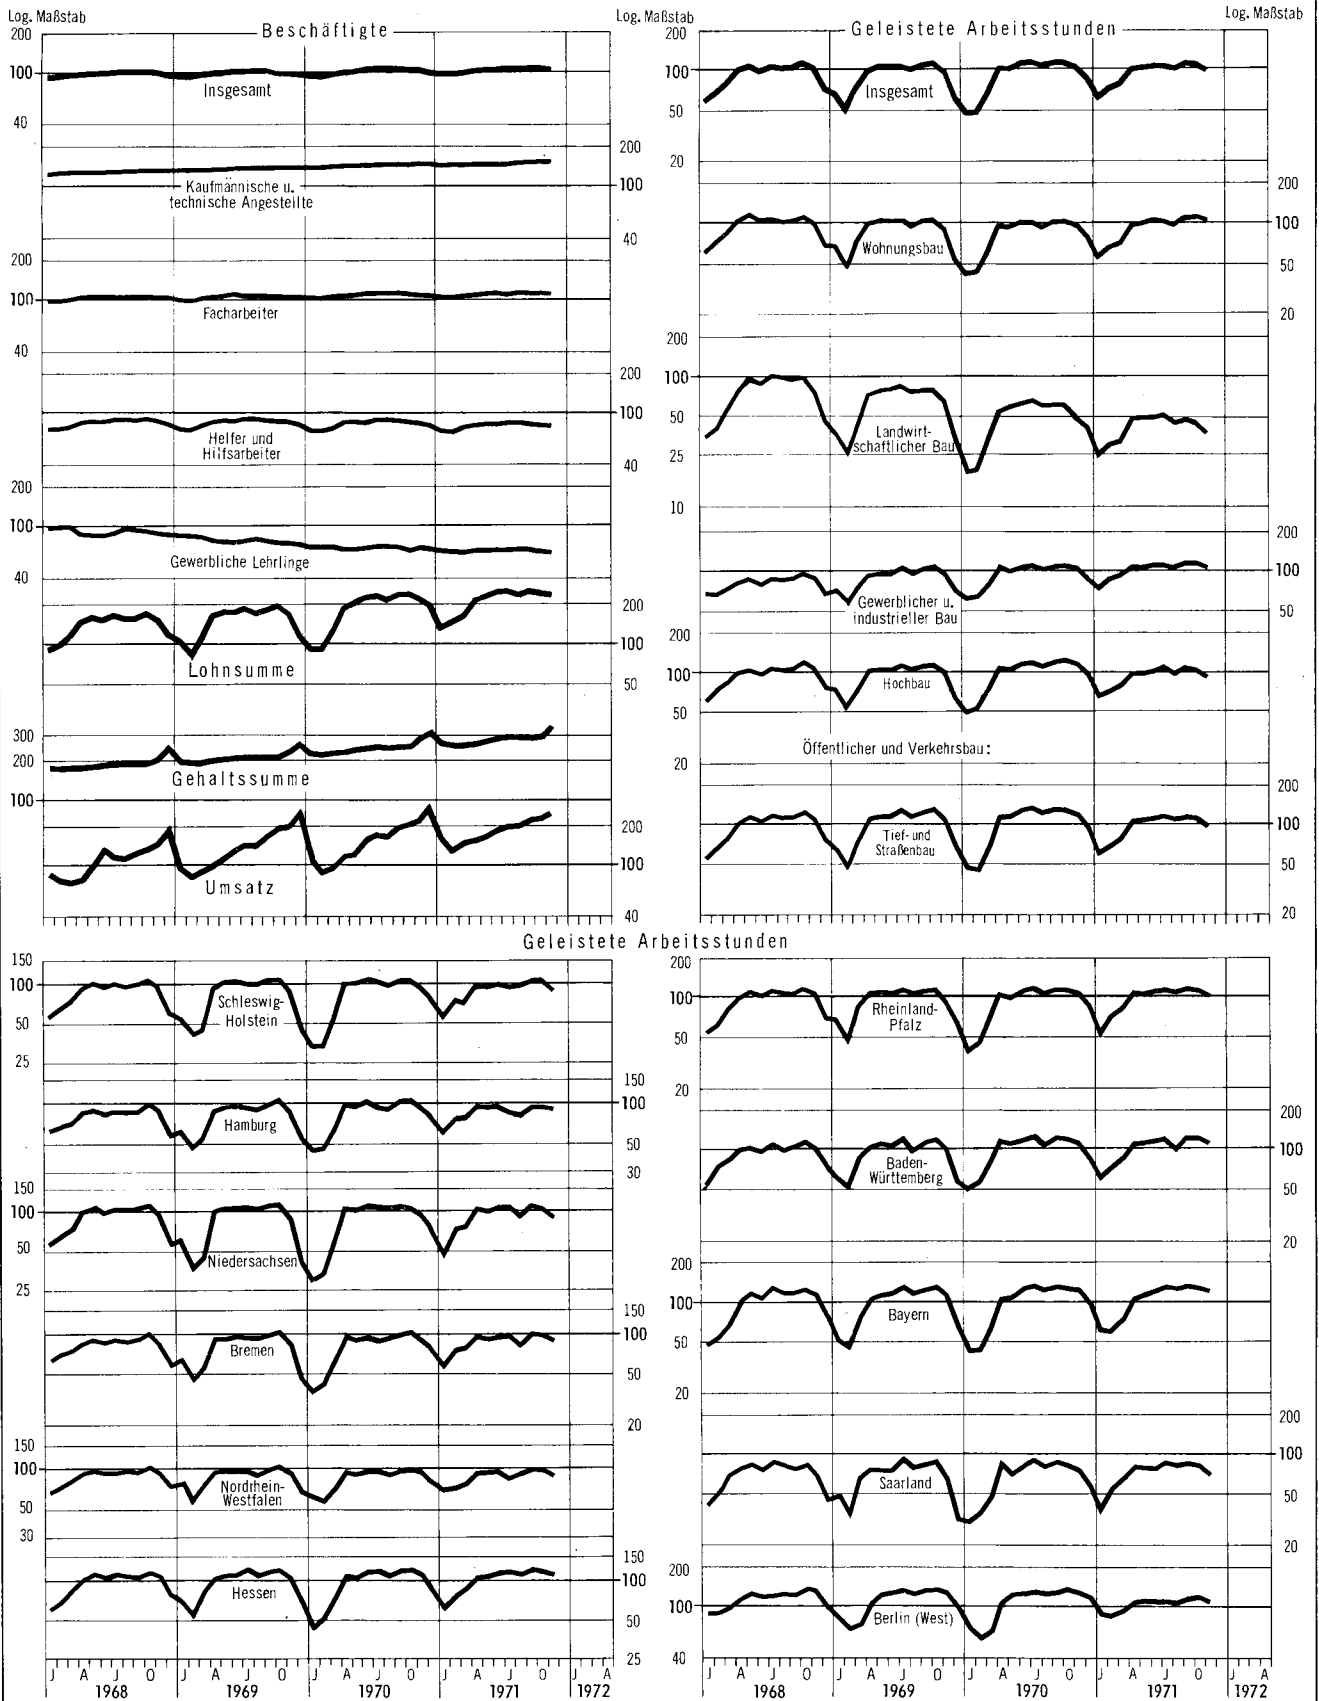 Log. Maßstab
Beschäftigte
200
100
Insgesamt
40
200
Kaufmännische u.
technische Angestellte
100
40
200
100
Facharbeiter
40
200
100
Helfer und
Hilfsarbeiter
40
200
100
Gewerbliche Lehrlinge
40
200
100
Lohnsumme
50
300
200
Gehaltssumme
100
200
100
Umsatz
40
Log. Maßstab
Geleistete Arbeitsstunden
Log. Maßstab
200
100
Insgesamt
50
20
200
100
Wohnungsbau
50
20
200
100
50
Landwirt-
schaftlicher Bau
25
10
200
100
Gewerblicher u.
industrieller Bau
50
200
100
Hochbau
50
Öffentlicher und Verkehrsbau:
20
200
100
Tief- und
Straßenbau
50
20
Geleistete Arbeitsstunden
150
100
Schleswig-
Holstein
50
25
150
100
Hamburg
50
30
150
100
50
Niedersachsen
25
150
100
Bremen
50
20
150
100
Nordrhein-
Westfalen
50
30
150
100
Hessen
50
25
J A J O J A J O J A J O J A J O J A
1968 1969 1970 1971 1972
200
100
Rheinland-
Pfalz
50
20
200
100
Baden-
Württemberg
50
20
200
100
Bayern
50
20
200
100
Saarland
50
20
200
100
Berlin (West)
40
J A J O J A J O J A J O J A J O J A
1968 1969 1970 1971 1972